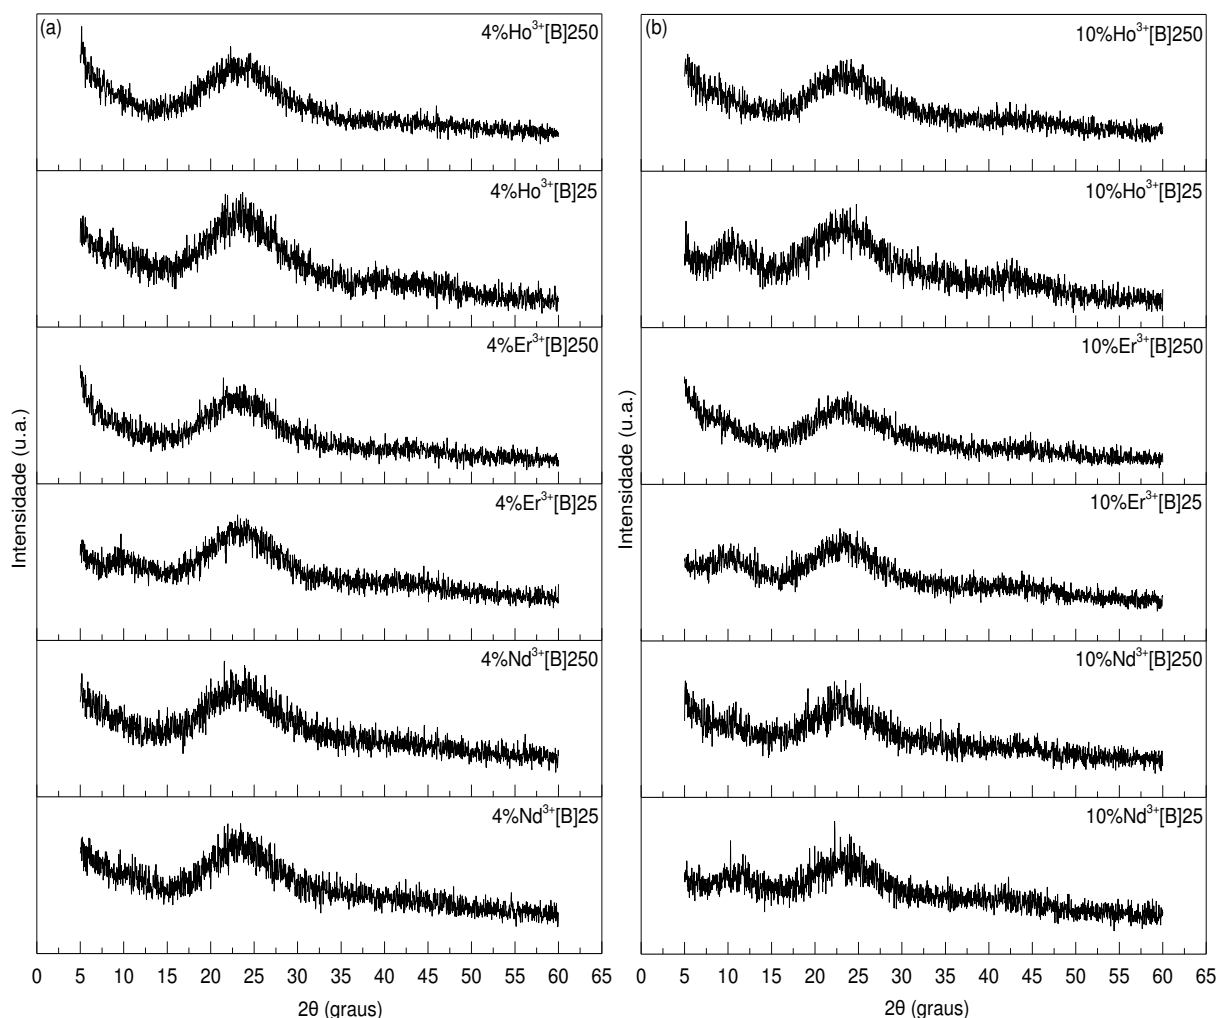 (a)
4%Ho³⁺[B]250
4%Ho³⁺[B]25
4%Er³⁺[B]250
4%Er³⁺[B]25
4%Nd³⁺[B]250
4%Nd³⁺[B]25
Intensidade (u.a.)
0 5 10 15 20 25 30 35 40 45 50 55 60 65
2θ (graus)
(b)
10%Ho³⁺[B]250
10%Ho³⁺[B]25
10%Er³⁺[B]250
10%Er³⁺[B]25
10%Nd³⁺[B]250
10%Nd³⁺[B]25
Intensidade (u.a.)
0 5 10 15 20 25 30 35 40 45 50 55 60 65
2θ (graus)